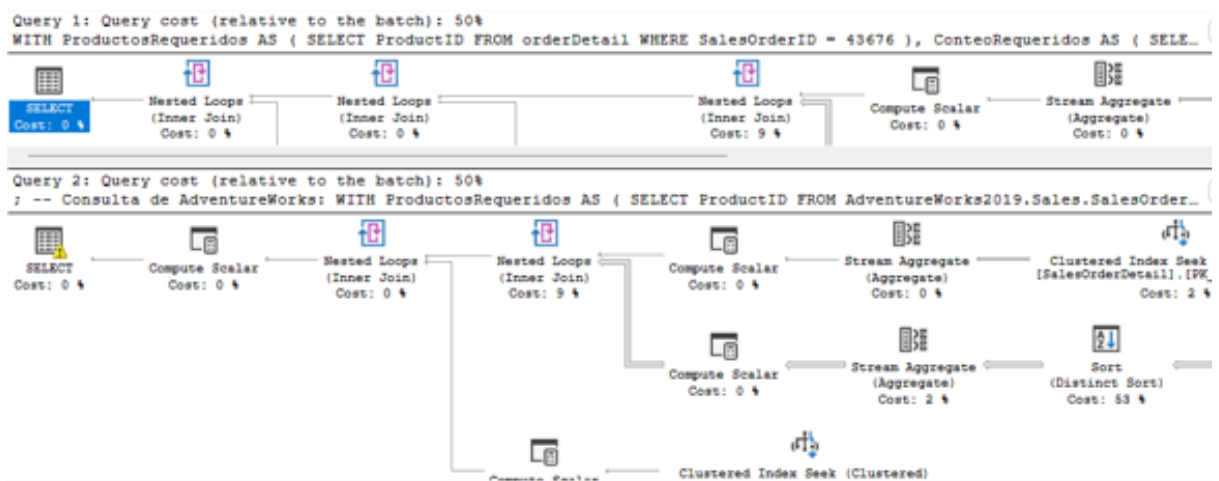 Query 1: Query cost (relative to the batch): 50%
WITH ProductosRequeridos AS ( SELECT ProductID FROM orderDetail WHERE SalesOrderID = 43676 ), ConteoRequeridos AS ( SELE...
SELECT
Cost: 0 %
Nested Loops
(Inner Join)
Cost: 0 %
Nested Loops
(Inner Join)
Cost: 0 %
Nested Loops
(Inner Join)
Cost: 9 %
Compute Scalar
Cost: 0 %
Stream Aggregate
(Aggregate)
Cost: 0 %
Query 2: Query cost (relative to the batch): 50%
; -- Consulta de AdventureWorks: WITH ProductosRequeridos AS ( SELECT ProductID FROM AdventureWorks2019.Sales.SalesOrder...
SELECT
Cost: 0 %
Compute Scalar
Cost: 0 %
Nested Loops
(Inner Join)
Cost: 0 %
Nested Loops
(Inner Join)
Cost: 9 %
Compute Scalar
Cost: 0 %
Stream Aggregate
(Aggregate)
Cost: 0 %
Clustered Index Seek
[SalesOrderDetail].[PK_
Cost: 2 %
Compute Scalar
Cost: 0 %
Stream Aggregate
(Aggregate)
Cost: 2 %
Sort
(Distinct Sort)
Cost: 53 %
Compute Scalar
Clustered Index Seek (Clustered)